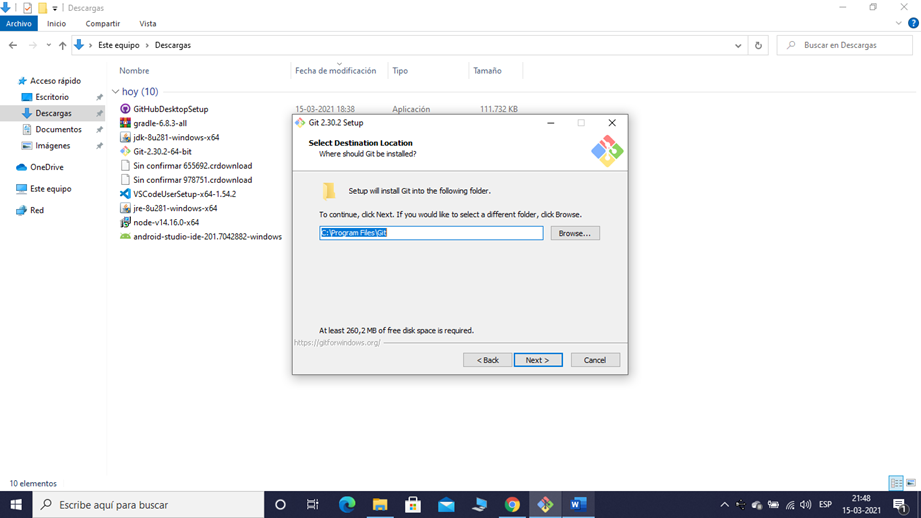 Descargas
Archivo Inicio Compartir Vista
Este equipo > Descargas
Buscar en Descargas
Nombre Fecha de modificación Tipo Tamaño
Acceso rápido
Escritorio
Descargas
Documentos
Imágenes
OneDrive
Este equipo
Red
hoy (10)
GitHubDesktopSetup 15-03-2021 18:38 Aplicación 111.732 KB
gradle-6.8.3-all
jdk-8u281-windows-x64
Git-2.30.2-64-bit
Sin confirmar 655692.crdownload
Sin confirmar 978751.crdownload
VSCodeUserSetup-x64-1.54.2
jre-8u281-windows-x64
node-v14.16.0-x64
android-studio-ide-201.7042882-windows
Git 2.30.2 Setup
Select Destination Location
Where should Git be installed?
Setup will install Git into the following folder.
To continue, click Next. If you would like to select a different folder, click Browse.
C:\Program Files\Git Browse...
At least 260,2 MB of free disk space is required.
https://gitforwindows.org/
< Back Next > Cancel
10 elementos
Escribe aquí para buscar
ESP
21:48
15-03-2021
1